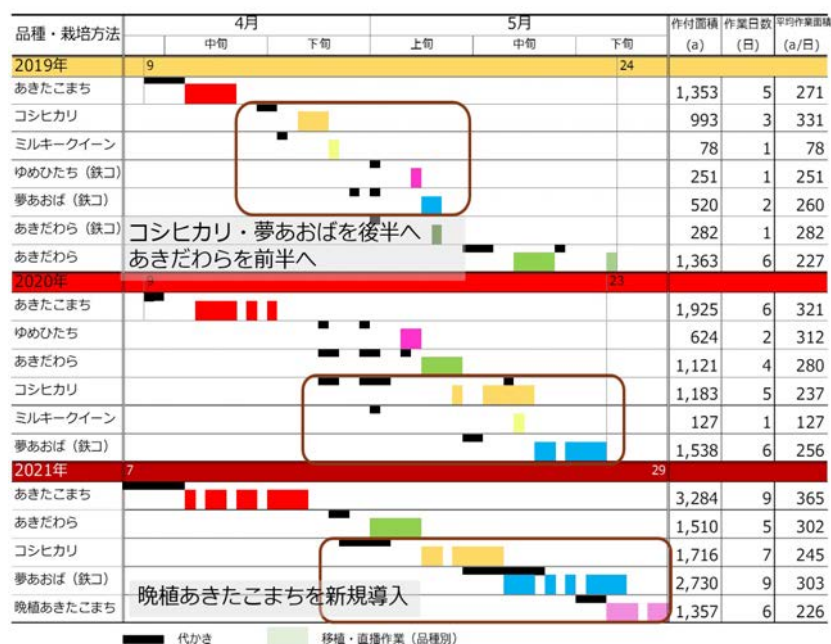 品種・栽培方法 4月 5月 作付面積 作業日数 平均作業面積
中旬 下旬 上旬 中旬 下旬 (a) (日) (a/日)
2019年 9 24
あきたこまち 1,353 5 271
コシヒカリ 993 3 331
ミルキークイーン 78 1 78
ゆめひたち（鉄コ） 251 1 251
夢あおば（鉄コ） 520 2 260
あきだわら（鉄コ） 282 1 282
コシヒカリ・夢あおばを後半へ
あきだわらを前半へ
あきだわら 1,363 6 227
2020年 9 23
あきたこまち 1,925 6 321
ゆめひたち 624 2 312
あきだわら 1,121 4 280
コシヒカリ 1,183 5 237
ミルキークイーン 127 1 127
夢あおば（鉄コ） 1,538 6 256
2021年 7 29
あきたこまち 3,284 9 365
あきだわら 1,510 5 302
コシヒカリ 1,716 7 245
夢あおば（鉄コ） 2,730 9 303
晩植あきたこまちを新規導入
晩植あきたこまち 1,357 6 226
代かき 移植・直播作業（品種別）